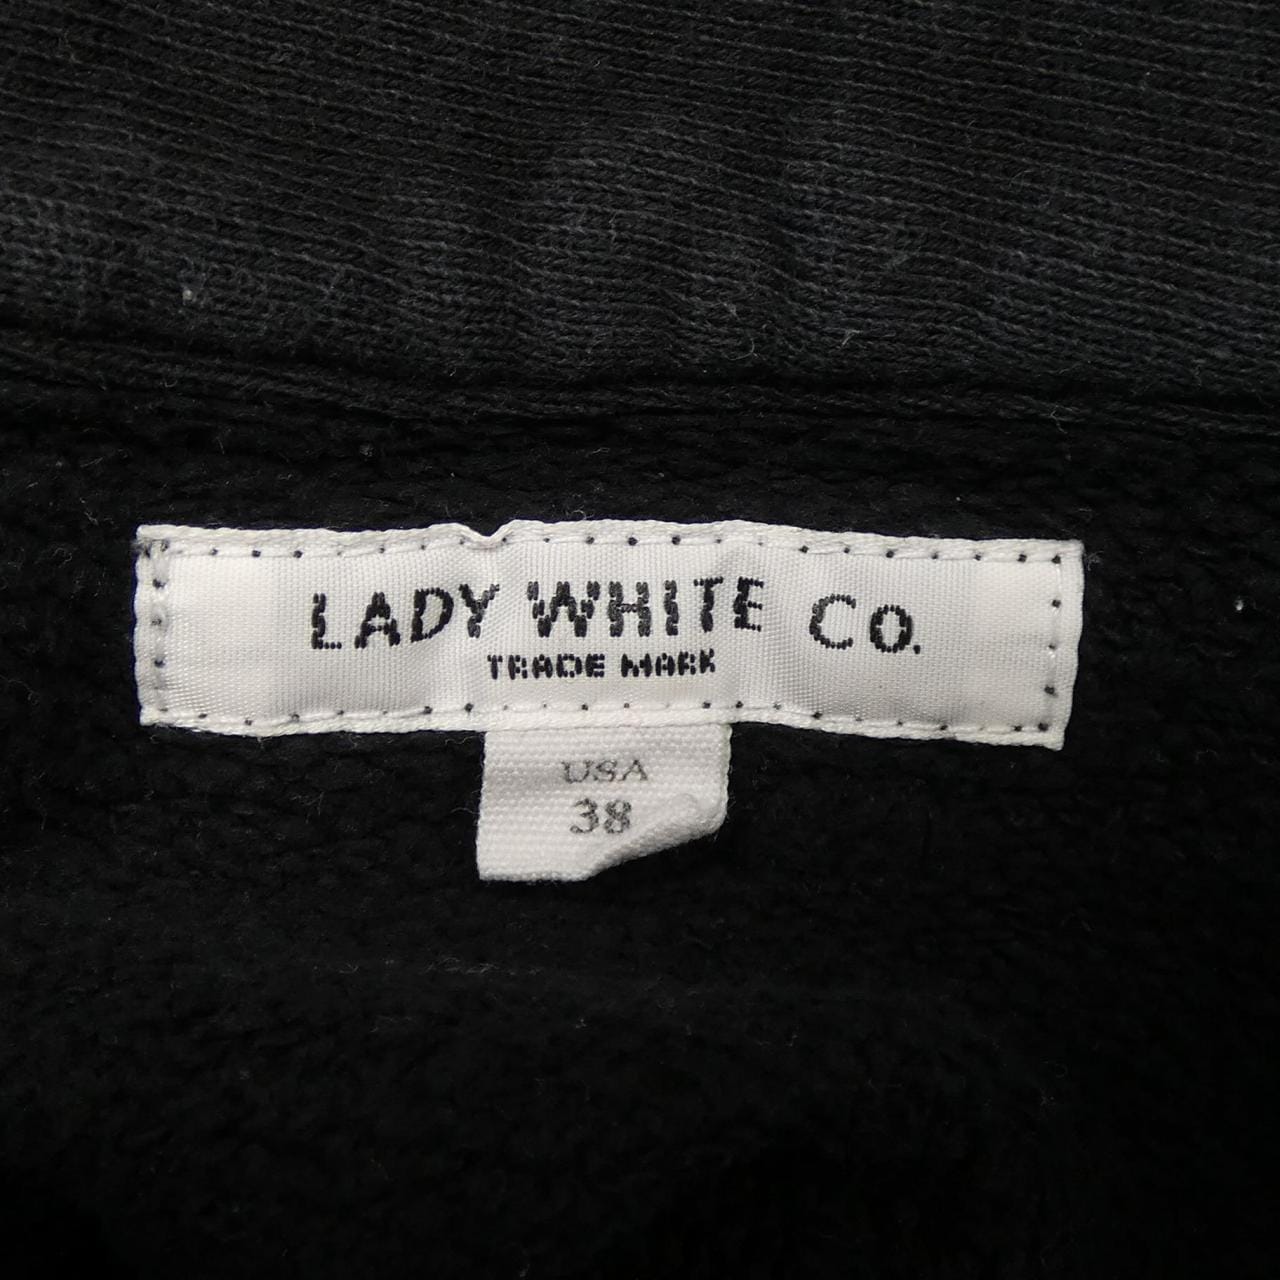 LADY WHITE CO.
TRADE MARK
USA
38